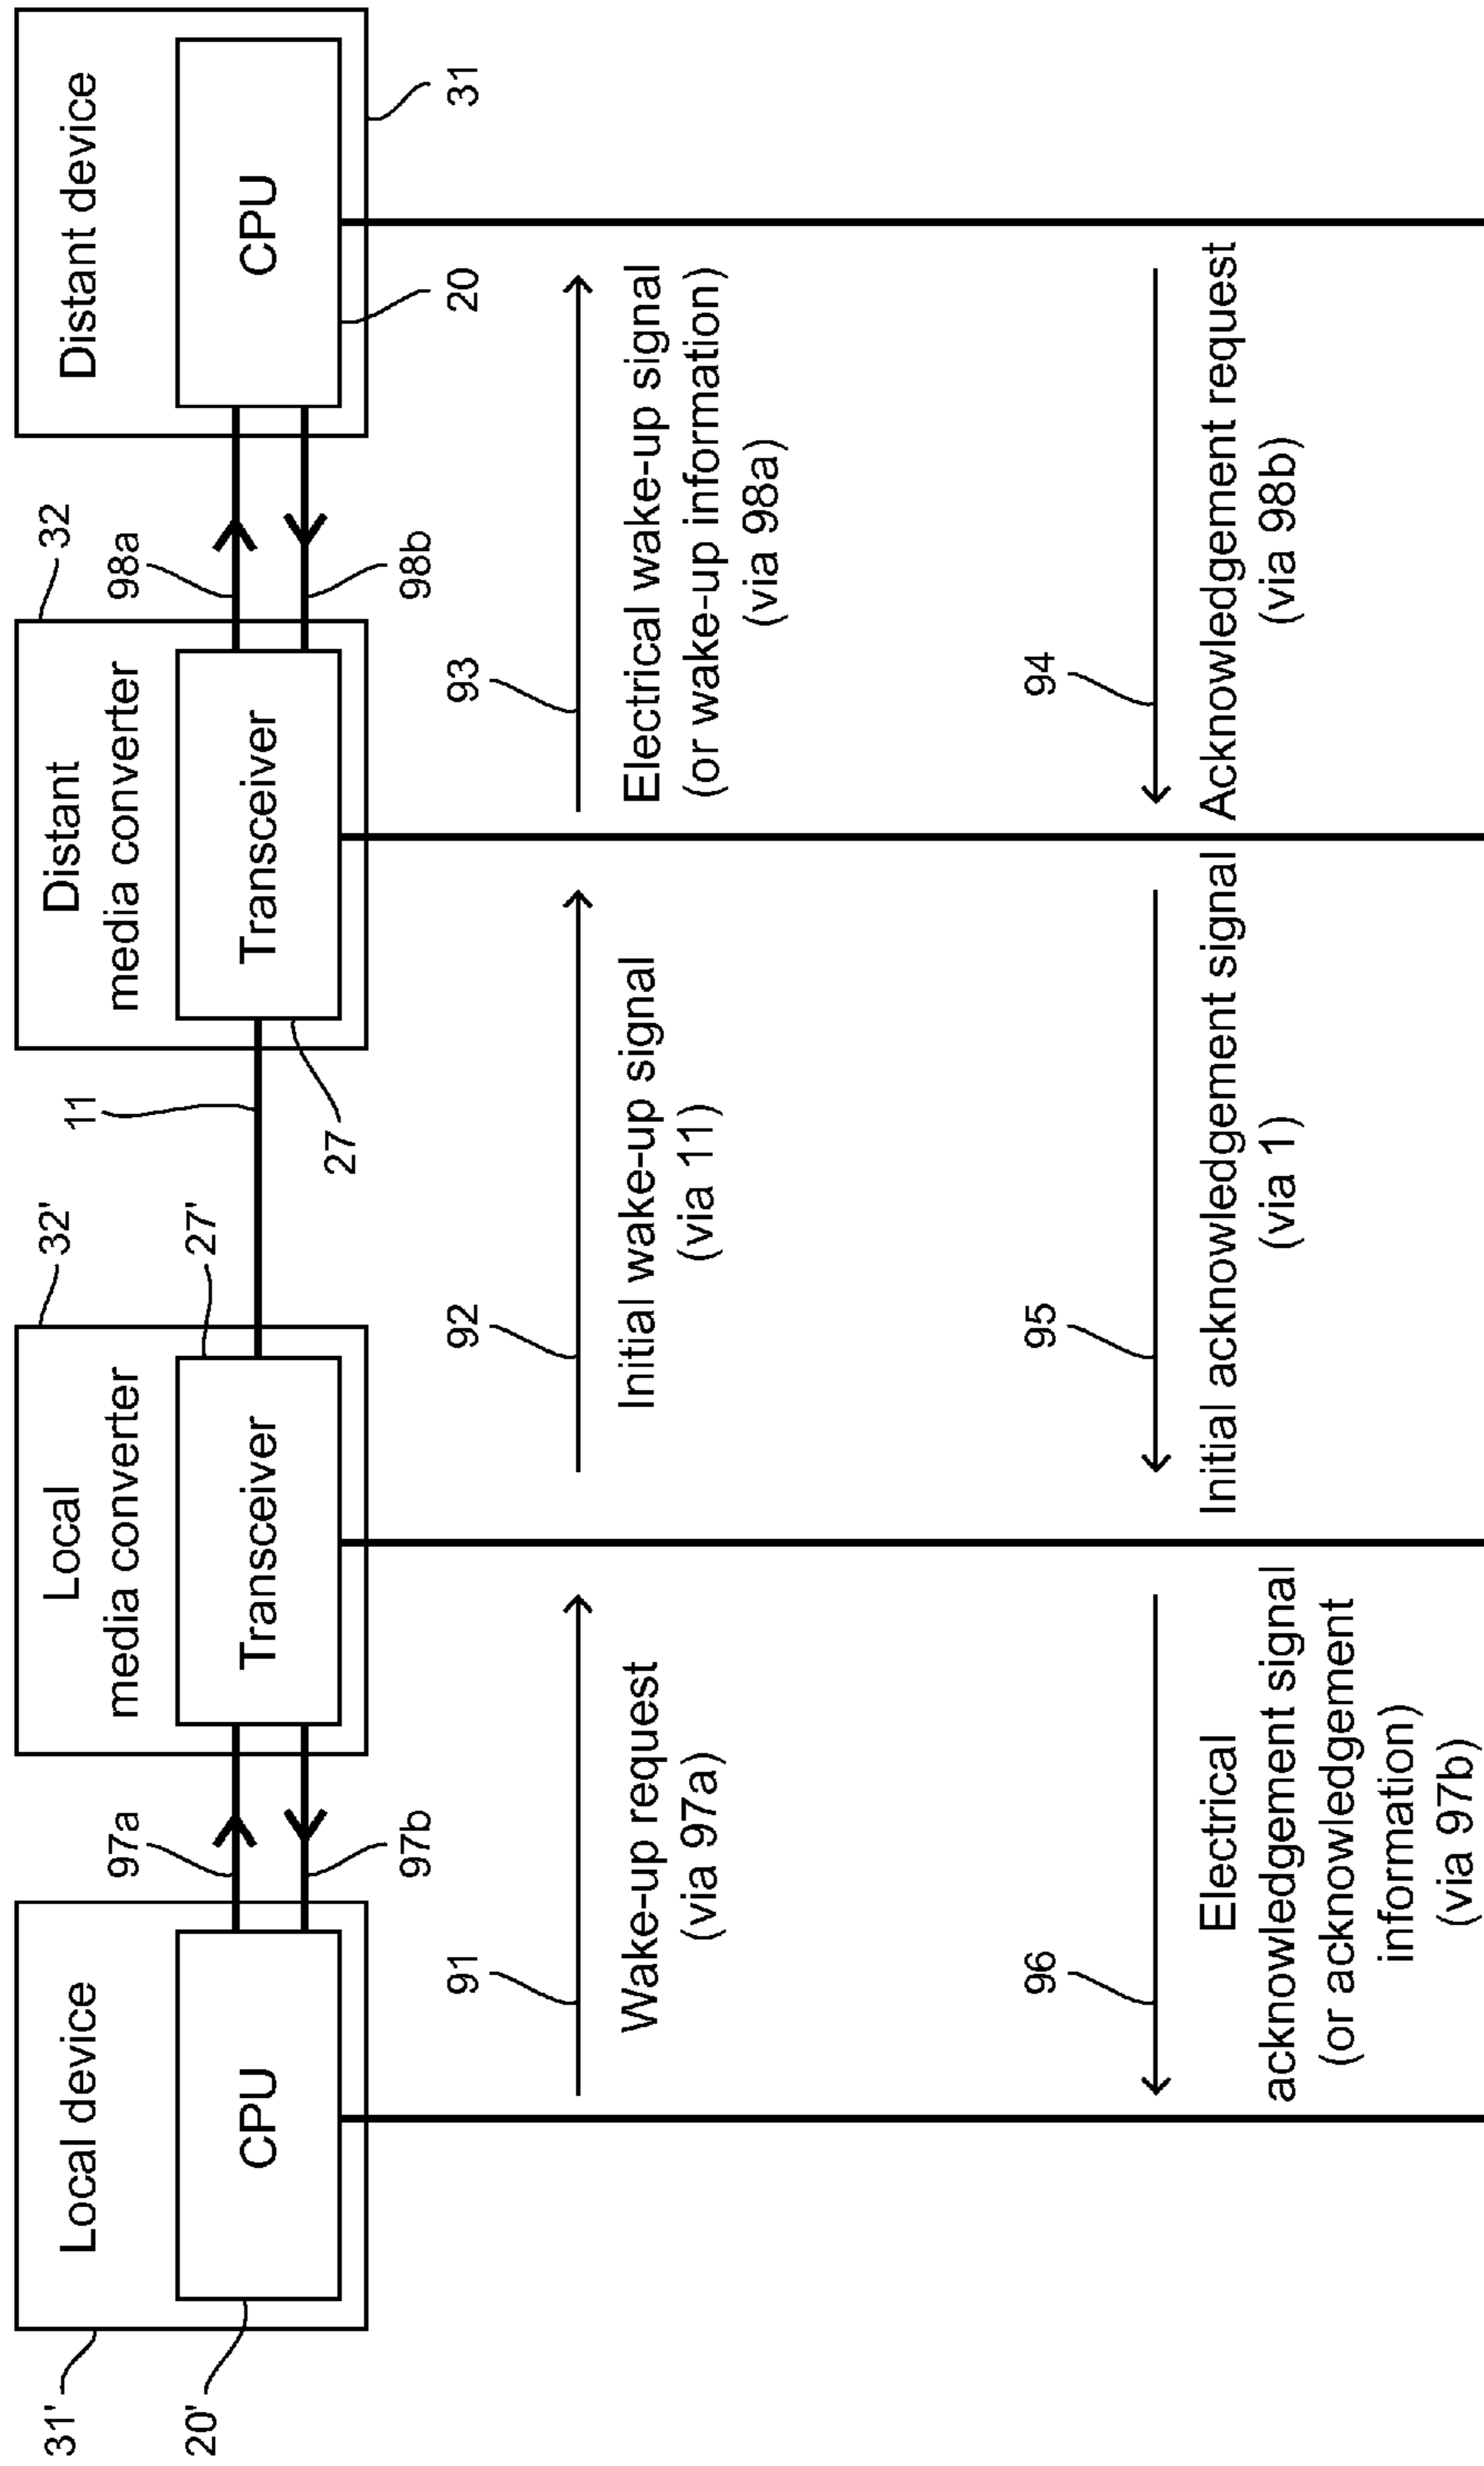 31'
Local device
20'
CPU
97a
97b
Local
media converter
32'
27'
Transceiver
11
Distant
media converter
32
27
Transceiver
98a
98b
Distant device
31
20
CPU
91
Wake-up request
(via 97a)
92
Initial wake-up signal
(via 11)
93
Electrical wake-up signal
(or wake-up information)
(via 98a)
96
Electrical
acknowledgement signal
(or acknowledgement
information)
(via 97b)
95
Initial acknowledgement signal
(via 1)
94
Acknowledgement request
(via 98b)